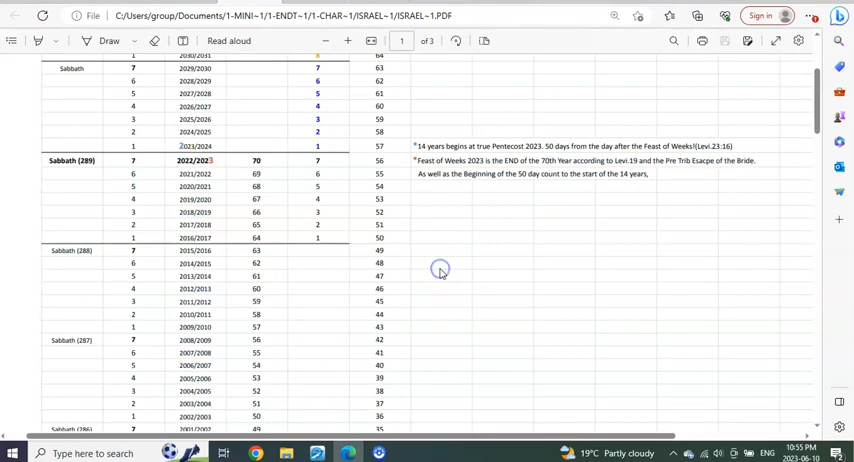 C:/Users/group/Documents/1-MINI~1/1-ENDT~1/1-CHAR~1/ISRAEL~1/ISRAEL~1.PDF
Sign in
Draw
Read aloud
1 of 3
1 2030/2031 8 64
Sabbath 7 2029/2030 7 63
6 2028/2029 6 62
5 2027/2028 5 61
4 2026/2027 4 60
3 2025/2026 3 59
2 2024/2025 2 58
1 2023/2024 1 57 *14 years begins at true Pentecost 2023. 50 days from the day after the Feast of Weeks!(Levi.23:16)
Sabbath (289) 7 2022/2023 70 7 56 *Feast of Weeks 2023 is the END of the 70th Year according to Levi.19 and the Pre Trib Esacpe of the Bride.
6 2021/2022 69 6 55 As well as the Beginning of the 50 day count to the start of the 14 years,
5 2020/2021 68 5 54
4 2019/2020 67 4 53
3 2018/2019 66 3 52
2 2017/2018 65 2 51
1 2016/2017 64 1 50
Sabbath (288) 7 2015/2016 63 49
6 2014/2015 62 48
5 2013/2014 61 47
4 2012/2013 60 46
3 2011/2012 59 45
2 2010/2011 58 44
1 2009/2010 57 43
Sabbath (287) 7 2008/2009 56 42
6 2007/2008 55 41
5 2006/2007 54 40
4 2005/2006 53 39
3 2004/2005 52 38
2 2003/2004 51 37
1 2002/2003 50 36
Sabbath (286) 7 2001/2002 49 35
Type here to search
19°C Partly cloudy
ENG
10:55 PM
2023-06-10
2